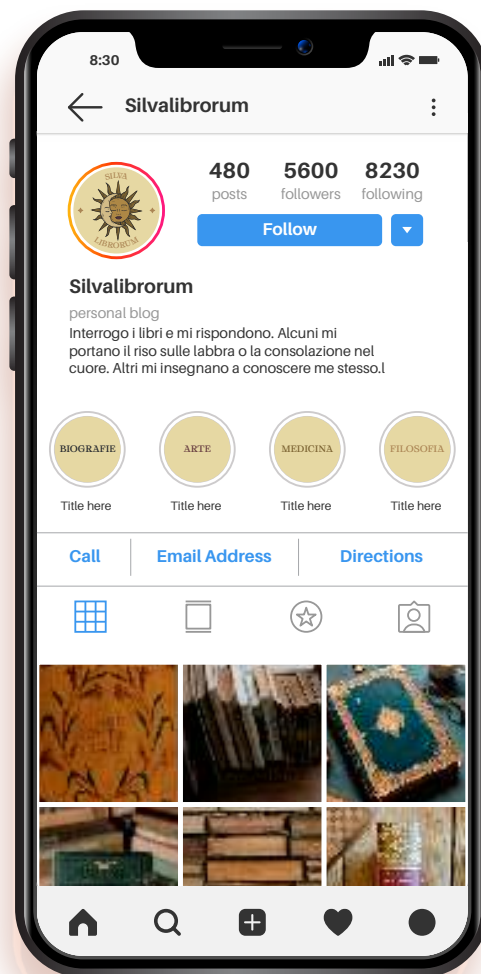 8:30
Silvalibrorum
SILVA
LIBRORUM
480 5600 8230
posts followers following
Follow
Silvalibrorum
personal blog
Interrogo i libri e mi rispondono. Alcuni mi
portano il riso sulle labbra o la consolazione nel
cuore. Altri mi insegnano a conoscere me stesso.l
BIOGRAFIE ARTE MEDICINA FILOSOFIA
Title here Title here Title here Title here
Call Email Address Directions